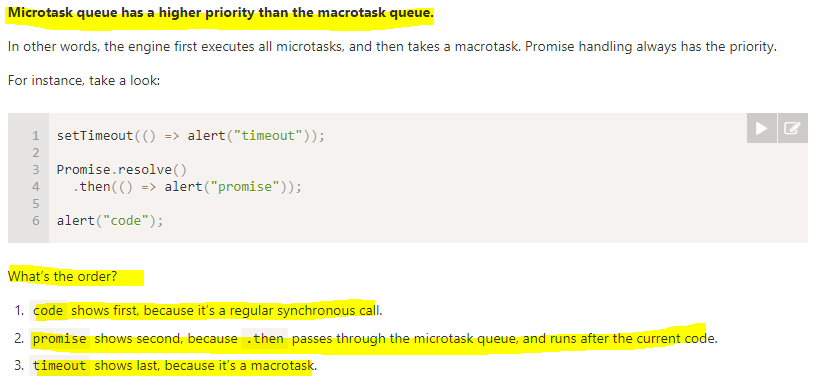 Microtask queue has a higher priority than the macrotask queue.
In other words, the engine first executes all microtasks, and then takes a macrotask. Promise handling always has the priority.
For instance, take a look:
1 setTimeout(() => alert("timeout"));
2
3 Promise.resolve()
4   .then(() => alert("promise"));
5
6 alert("code");
What's the order?
1. code shows first, because it's a regular synchronous call.
2. promise shows second, because .then passes through the microtask queue, and runs after the current code.
3. timeout shows last, because it's a macrotask.